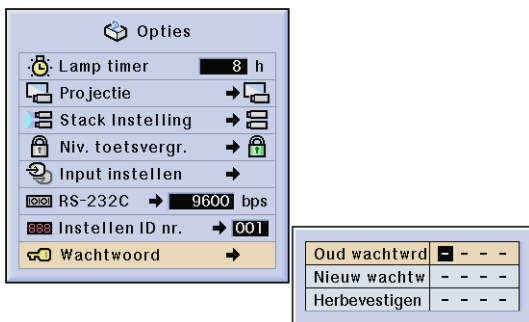 Opties
Lamp timer 8 h
Projectie
Stack Instelling
Niv. toetsvergr.
Input instellen
RS-232C 9600 bps
888 Instellen ID nr. 001
Wachtwoord
Oud wachtwrd - - - -
Nieuw wachtw - - - -
Herbevestigen - - - -